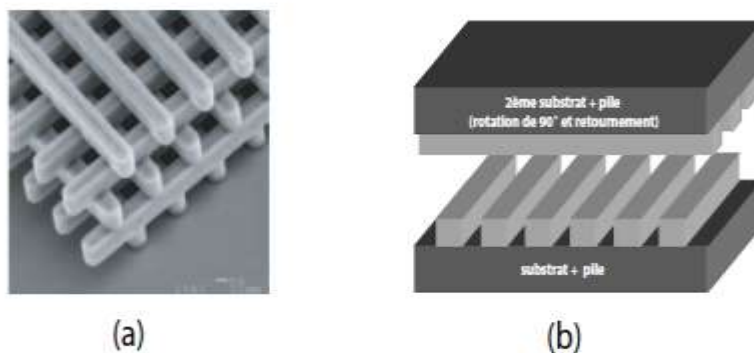 2ème substrat + pile
(rotation de 90° et retournement)
substrat + pile
(a)
(b)